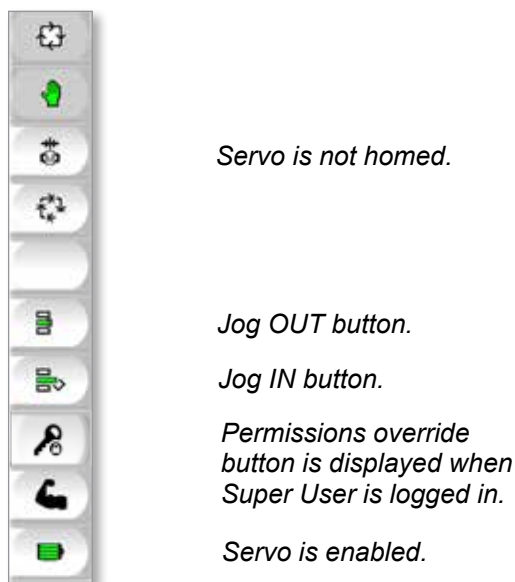 Servo is not homed.
Jog OUT button.
Jog IN button.
Permissions override
button is displayed when
Super User is logged in.
Servo is enabled.